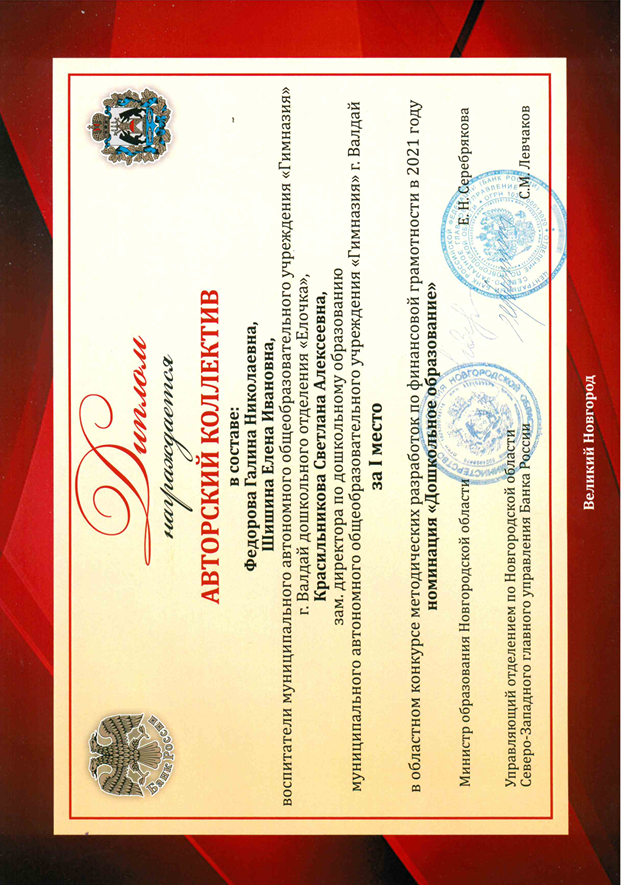 Банк России
Диплом
награждается
АВТОРСКИЙ КОЛЛЕКТИВ
в составе:
Федорова Галина Николаевна,
Шишина Елена Ивановна,
воспитатели муниципального автономного общеобразовательного учреждения «Гимназия»
г. Валдай дошкольного отделения «Елочка»,
Красильникова Светлана Алексеевна,
зам. директора по дошкольному образованию
муниципального автономного общеобразовательного учреждения «Гимназия» г. Валдай
за I место
в областном конкурсе методических разработок по финансовой грамотности в 2021 году
номинация «Дошкольное образование»
Министр образования Новгородской области Е. Н. Серебрякова
Управляющий отделением по Новгородской области
Северо-Западного главного управления Банка России С.М. Левчаков
Великий Новгород